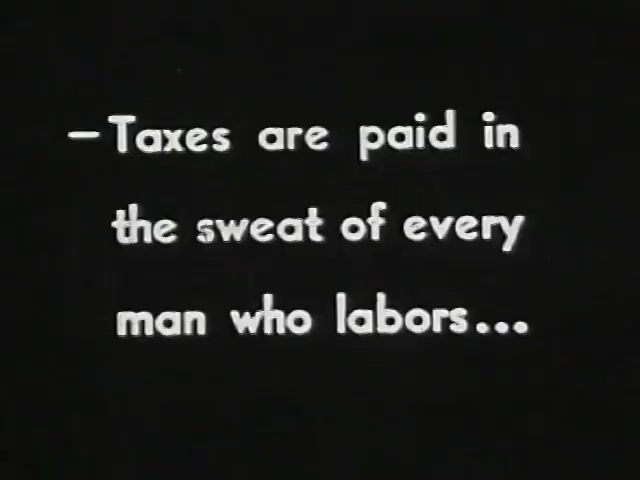 – Taxes are paid in
the sweat of every
man who labors...